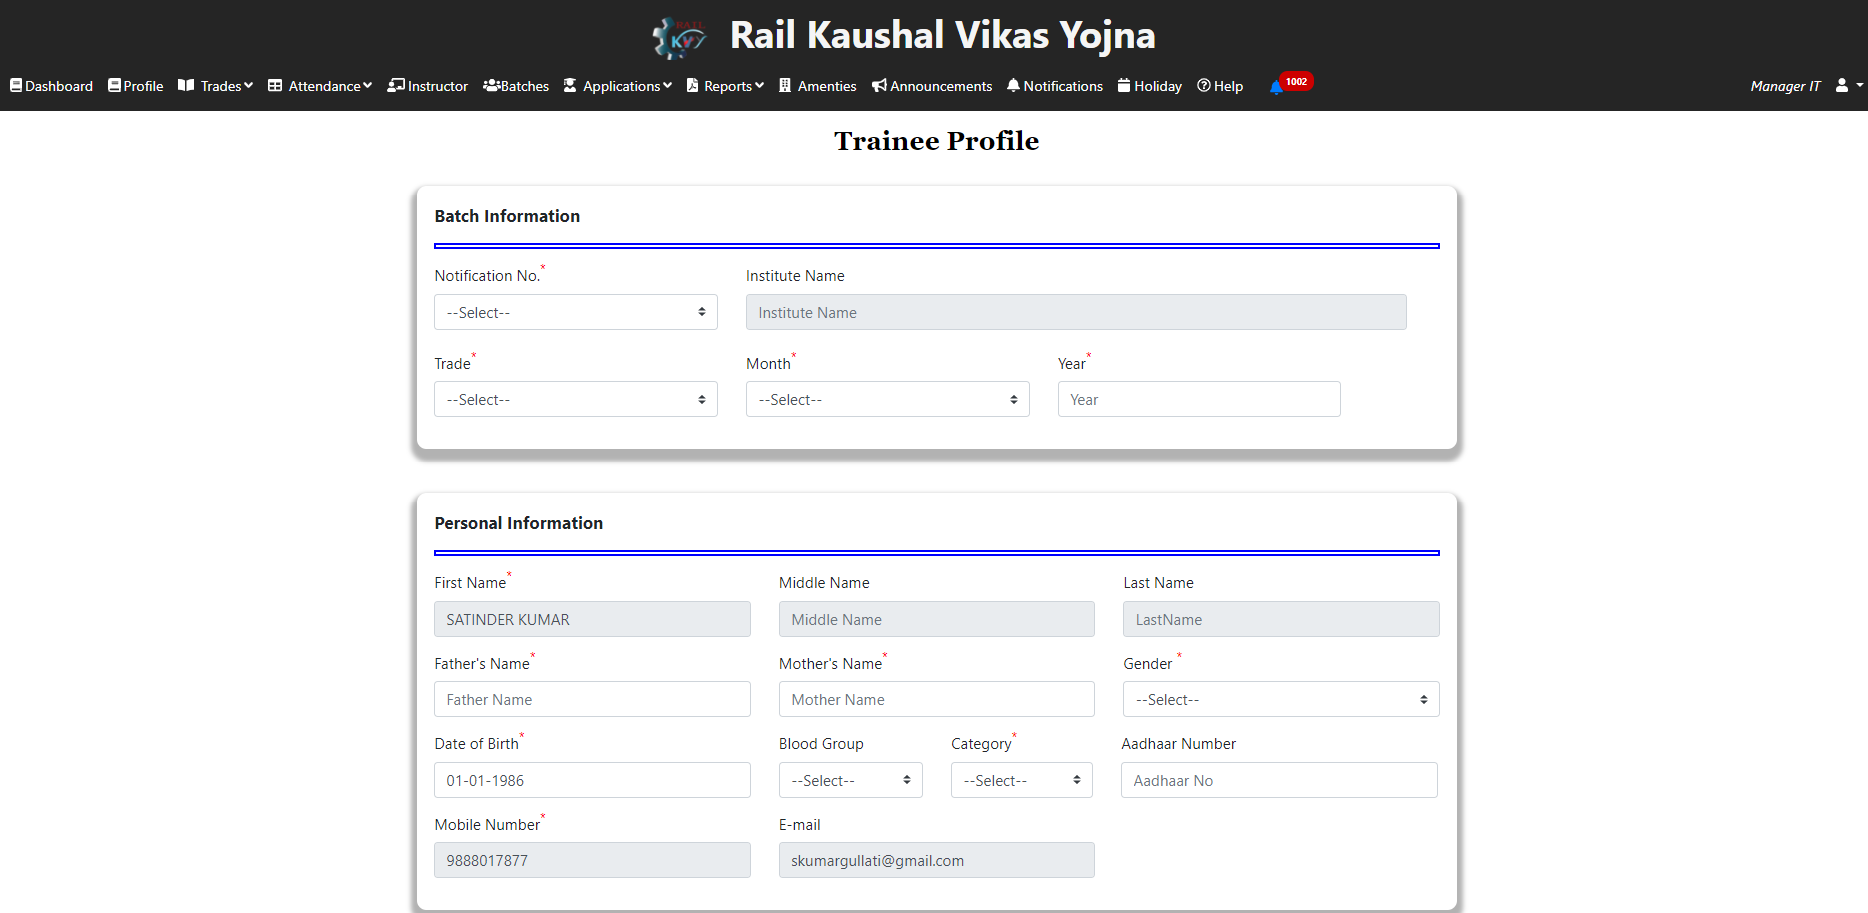 RAIL
KVY
Rail Kaushal Vikas Yojna
Dashboard Profile Trades Attendance Instructor Batches Applications Reports Amenties Announcements Notifications Holiday Help 1002 Manager IT
Trainee Profile
Batch Information
Notification No.* Institute Name
--Select-- Institute Name
Trade* Month* Year*
--Select-- --Select-- Year
Personal Information
First Name* Middle Name Last Name
SATINDER KUMAR Middle Name LastName
Father's Name* Mother's Name* Gender *
Father Name Mother Name --Select--
Date of Birth* Blood Group Category* Aadhaar Number
01-01-1986 --Select-- --Select-- Aadhaar No
Mobile Number* E-mail
9888017877 skumargullati@gmail.com